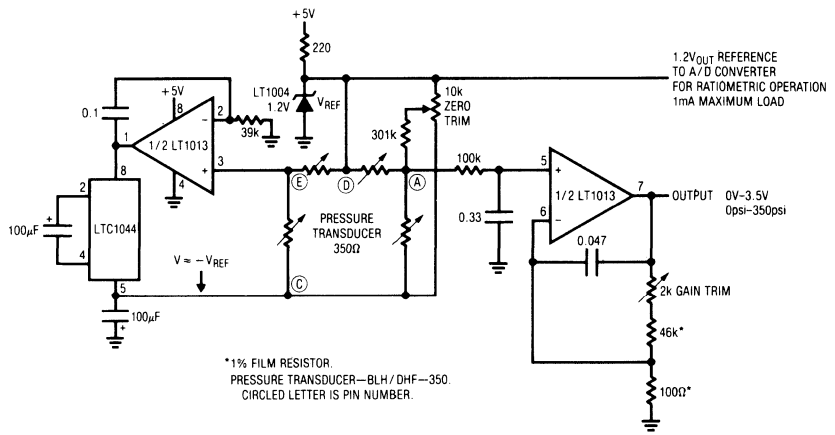 +5V
220
LT1004
1.2V
VREF
10k
ZERO
TRIM
1.2VOUT REFERENCE
TO A/D CONVERTER
FOR RATIOMETRIC OPERATION
1mA MAXIMUM LOAD
0.1
+5V
8
2
−
39k
1
1/2 LT1013
+
3
4
301k
E
D
A
100k
5
+
1/2 LT1013
7
OUTPUT
0V–3.5V
0psi–350psi
6
−
0.33
0.047
8
2
LTC1044
4
5
+
100µF
PRESSURE
TRANSDUCER
350Ω
V ≈ −VREF
C
100µF
+
2k GAIN TRIM
46k*
100Ω*
*1% FILM RESISTOR.
PRESSURE TRANSDUCER—BLH/DHF–350.
CIRCLED LETTER IS PIN NUMBER.